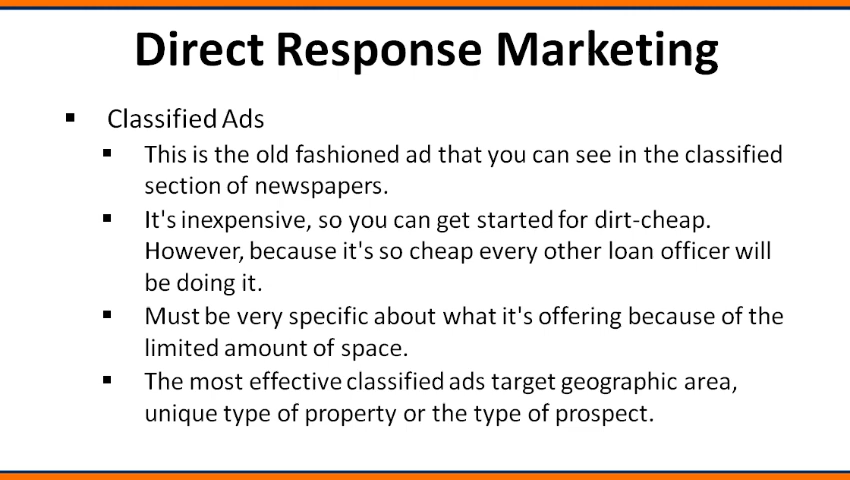 Direct Response Marketing
▪ Classified Ads
▪ This is the old fashioned ad that you can see in the classified
section of newspapers.
▪ It's inexpensive, so you can get started for dirt-cheap.
However, because it's so cheap every other loan officer will
be doing it.
▪ Must be very specific about what it's offering because of the
limited amount of space.
▪ The most effective classified ads target geographic area,
unique type of property or the type of prospect.